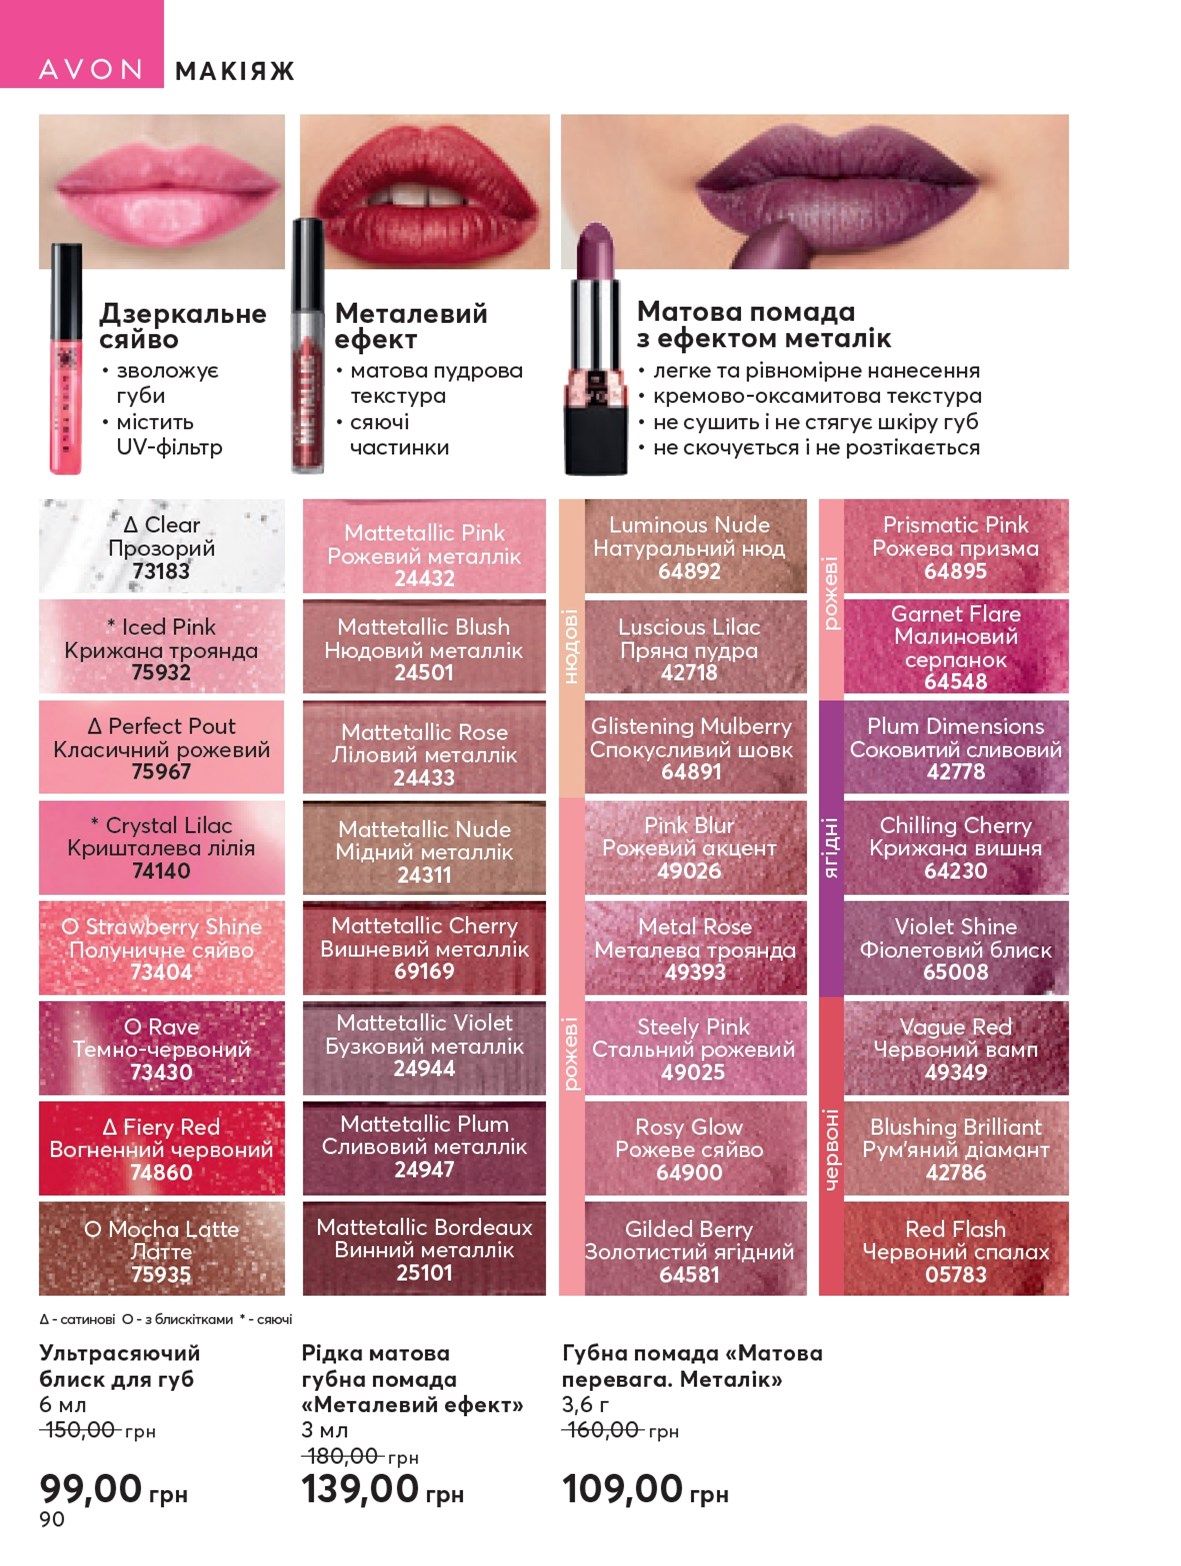 AVON МАКІЯЖ
Дзеркальне
сяйво
• зволожує
губи
• містить
UV-фільтр
METALLIC
Металевий
ефект
• матова пудрова
текстура
• сяючі
частинки
Матова помада
з ефектом металік
• легке та рівномірне нанесення
• кремово-оксамитова текстура
• не сушить і не стягує шкіру губ
• не скочується і не розтікається
Δ Clear
Прозорий
73183
* Iced Pink
Крижана троянда
75932
Δ Perfect Pout
Класичний рожевий
75967
* Crystal Lilac
Кришталева лілія
74140
O Strawberry Shine
Полуничне сяйво
73404
O Rave
Темно-червоний
73430
Δ Fiery Red
Вогненний червоний
74860
O Mocha Latte
Латте
75935
Mattetallic Pink
Рожевий металлік
24432
Mattetallic Blush
Нюдовий металлік
24501
Mattetallic Rose
Ліловий металлік
24433
Mattetallic Nude
Мідний металлік
24311
Mattetallic Cherry
Вишневий металлік
69169
Mattetallic Violet
Бузковий металлік
24944
Mattetallic Plum
Сливовий металлік
24947
Mattetallic Bordeaux
Винний металлік
25101
нюдові
Luminous Nude
Натуральний нюд
64892
Luscious Lilac
Пряна пудра
42718
Glistening Mulberry
Спокусливий шовк
64891
рожеві
Pink Blur
Рожевий акцент
49026
Metal Rose
Металева троянда
49393
Steely Pink
Стальний рожевий
49025
Rosy Glow
Рожеве сяйво
64900
Gilded Berry
Золотистий ягідний
64581
рожеві
Prismatic Pink
Рожева призма
64895
Garnet Flare
Малиновий
серпанок
64548
ягідні
Plum Dimensions
Соковитий сливовий
42778
Chilling Cherry
Крижана вишня
64230
Violet Shine
Фіолетовий блиск
65008
червоні
Vague Red
Червоний вамп
49349
Blushing Brilliant
Рум'яний діамант
42786
Red Flash
Червоний спалах
05783
Δ - сатинові O - з блискітками * - сяючі
Ультрасяючий
блиск для губ
6 мл
150,00 грн
99,00 грн
Рідка матова
губна помада
«Металевий ефект»
3 мл
180,00 грн
139,00 грн
Губна помада «Матова
перевага. Металік»
3,6 г
160,00 грн
109,00 грн
90